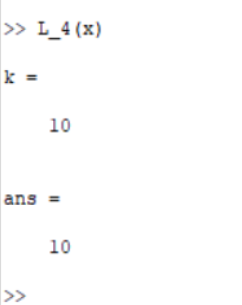 >> L_4(x)
k =
10
ans =
10
>>